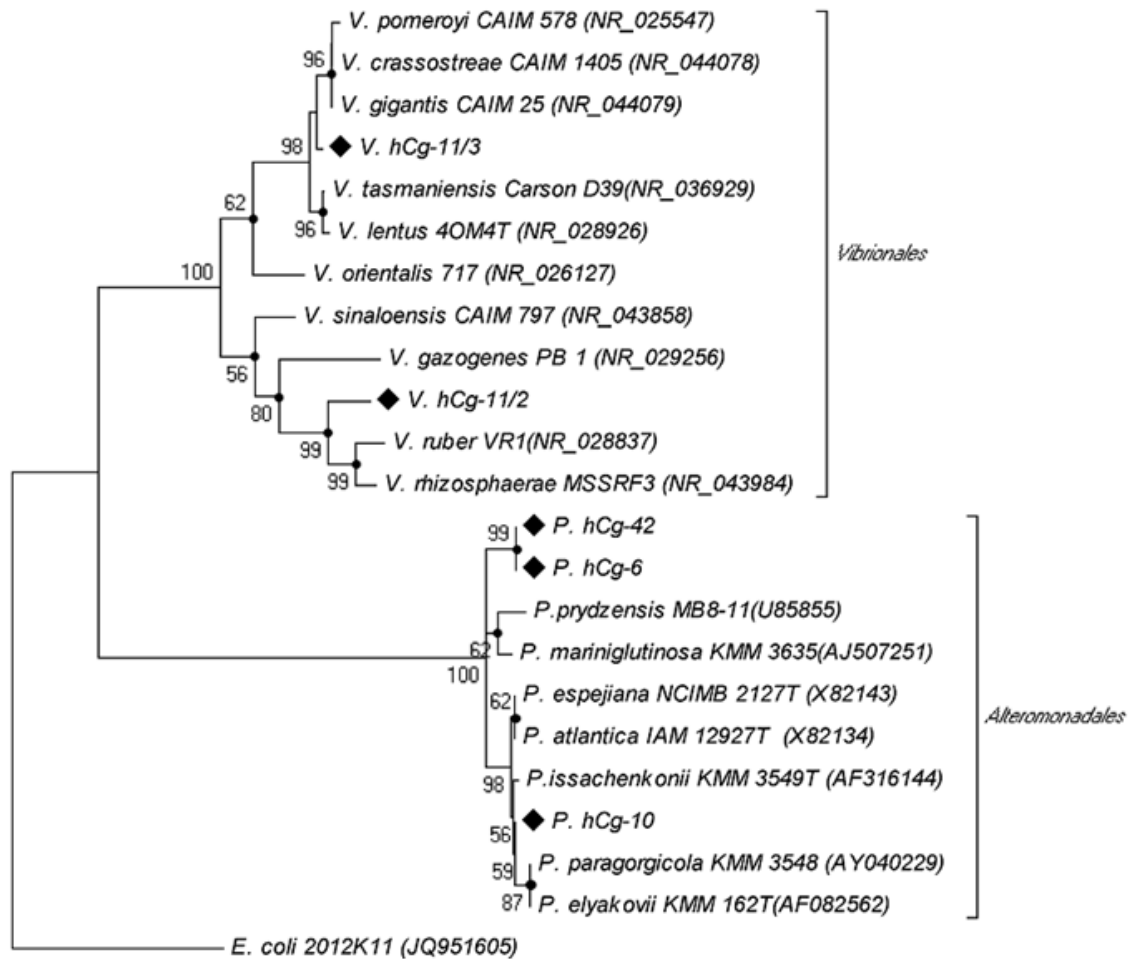 V. pomeroyi CAIM 578 (NR_025547)
96
V. crassostreae CAIM 1405 (NR_044078)
V. gigantis CAIM 25 (NR_044079)
98
V. hCg-11/3
V. tasmaniensis Carson D39(NR_036929)
62
96
V. lentus 4OM4T (NR_028926)
Vibrionales
100
V. orientalis 717 (NR_026127)
V. sinaloensis CAIM 797 (NR_043858)
56
V. gazogenes PB 1 (NR_029256)
80
V. hCg-11/2
99
V. ruber VR1(NR_028837)
99
V. rhizosphaerae MSSRF3 (NR_043984)
99
P. hCg-42
P. hCg-6
P.prydzensis MB8-11(U85855)
62
P. mariniglutinosa KMM 3635(AJ507251)
100
62
P. espejiana NCIMB 2127T (X82143)
Alteromonadales
P. atlantica IAM 12927T (X82134)
98
P.issachenkonii KMM 3549T (AF316144)
P. hCg-10
56
59
P. paragorgicola KMM 3548 (AY040229)
87
P. elyakovii KMM 162T(AF082562)
E. coli 2012K11 (JQ951605)